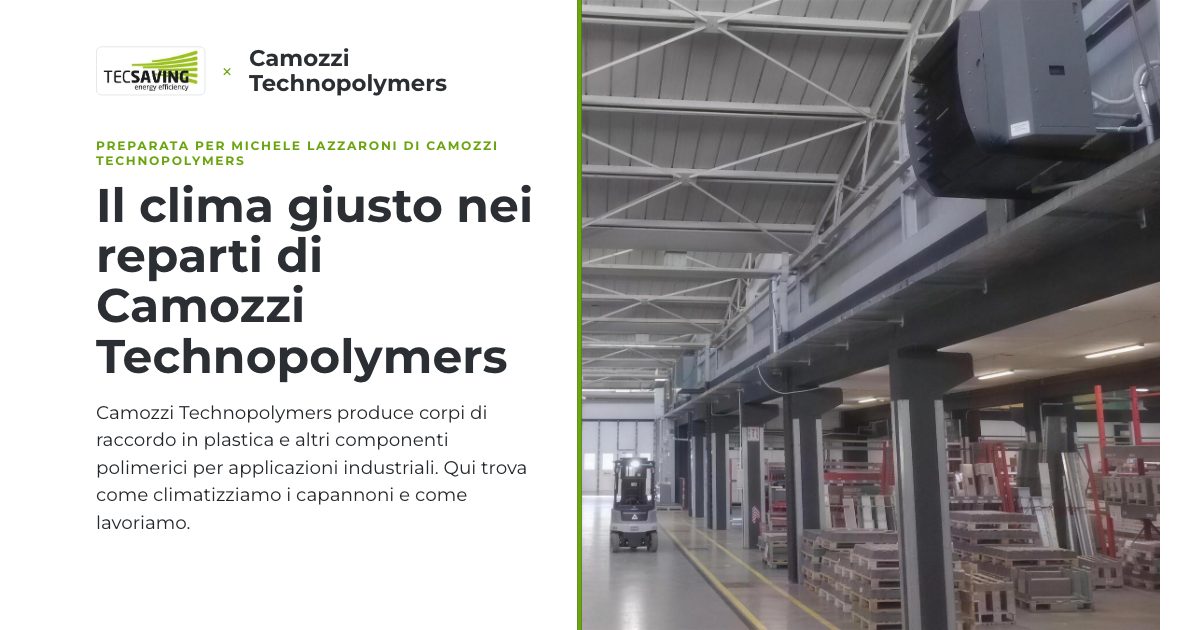 TECSAVING
energy efficiency
×
Camozzi
Technopolymers
PREPARATA PER MICHELE LAZZARONI DI CAMOZZI
TECHNOPOLYMERS
Il clima giusto nei
reparti di
Camozzi
Technopolymers
Camozzi Technopolymers produce corpi di
raccordo in plastica e altri componenti
polimerici per applicazioni industriali. Qui trova
come climatizziamo i capannoni e come
lavoriamo.